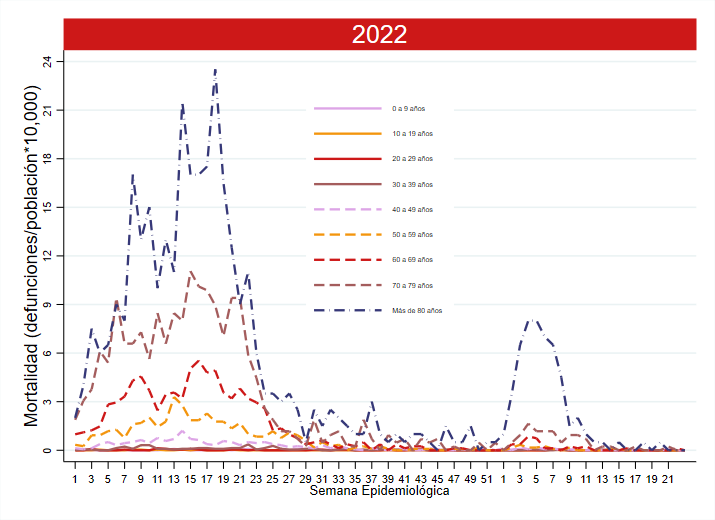 2022
Mortalidad (defunciones/población*10,000)
24
21
18
15
12
9
6
3
0
0 a 9 años
10 a 19 años
20 a 29 años
30 a 39 años
40 a 49 años
50 a 59 años
60 a 69 años
70 a 79 años
Más de 80 años
1 3 5 7 9 11 13 15 17 19 21 23 25 27 29 31 33 35 37 39 41 43 45 47 49 51 1 3 5 7 9 11 13 15 17 19 21
Semana Epidemiológica